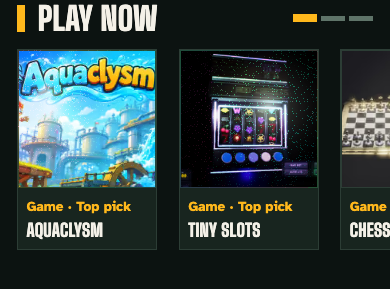 PLAY NOW
Aquaclysm
Game · Top pick
AQUACLYSM
Game · Top pick
TINY SLOTS
Game
CHESS